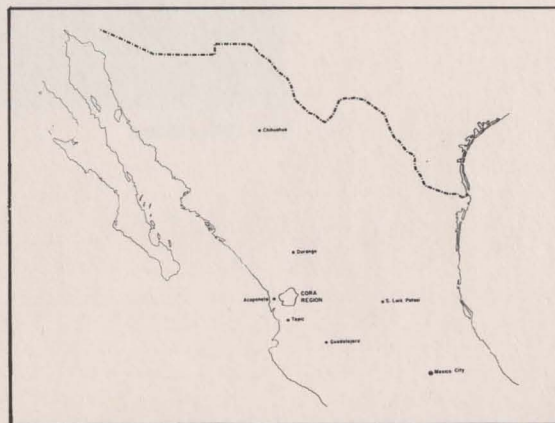 Chihuahua
Durango
Acaponeta
CORA
REGION
S. Luis Potosi
Tepic
Guadalajara
Mexico City